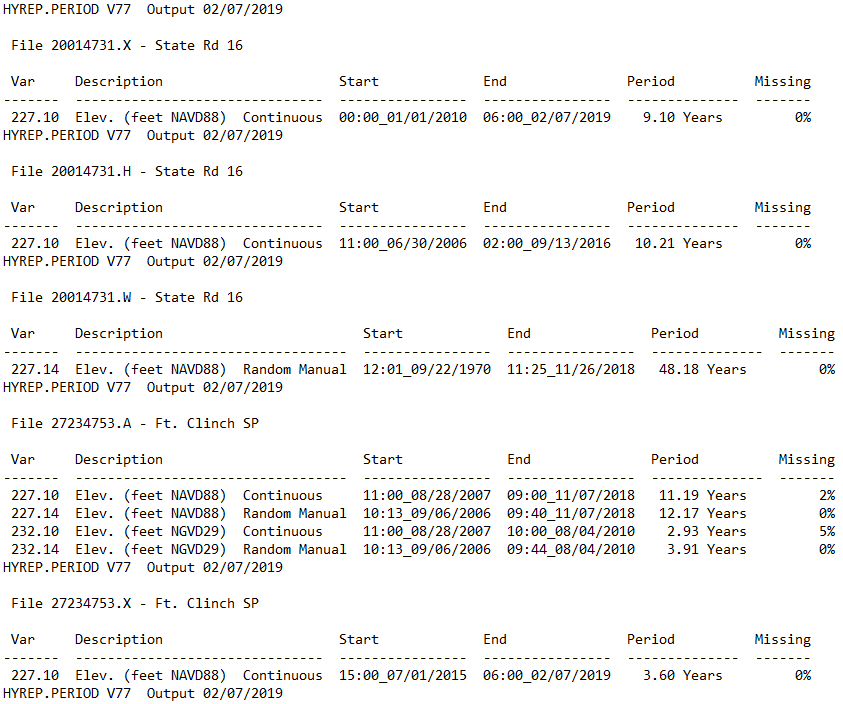 HYREP.PERIOD V77  Output 02/07/2019
File 20014731.X - State Rd 16
Var     Description                      Start             End               Period          Missing
-------  -------------------------------  ----------------  ----------------  --------------  -------
227.10  Elev. (feet NAVD88)  Continuous  00:00_01/01/2010  06:00_02/07/2019    9.10 Years         0%
HYREP.PERIOD V77  Output 02/07/2019
File 20014731.H - State Rd 16
Var     Description                      Start             End               Period          Missing
-------  -------------------------------  ----------------  ----------------  --------------  -------
227.10  Elev. (feet NAVD88)  Continuous  11:00_06/30/2006  02:00_09/13/2016   10.21 Years         0%
HYREP.PERIOD V77  Output 02/07/2019
File 20014731.W - State Rd 16
Var     Description                         Start             End               Period          Missing
-------  ----------------------------------  ----------------  ----------------  --------------  -------
227.14  Elev. (feet NAVD88)  Random Manual  12:01_09/22/1970  11:25_11/26/2018   48.18 Years         0%
HYREP.PERIOD V77  Output 02/07/2019
File 27234753.A - Ft. Clinch SP
Var     Description                         Start             End               Period          Missing
-------  ----------------------------------  ----------------  ----------------  --------------  -------
227.10  Elev. (feet NAVD88)  Continuous     11:00_08/28/2007  09:00_11/07/2018   11.19 Years         2%
227.14  Elev. (feet NAVD88)  Random Manual  10:13_09/06/2006  09:40_11/07/2018   12.17 Years         0%
232.10  Elev. (feet NGVD29)  Continuous     11:00_08/28/2007  10:00_08/04/2010    2.93 Years         5%
232.14  Elev. (feet NGVD29)  Random Manual  10:13_09/06/2006  09:44_08/04/2010    3.91 Years         0%
HYREP.PERIOD V77  Output 02/07/2019
File 27234753.X - Ft. Clinch SP
Var     Description                      Start             End               Period          Missing
-------  -------------------------------  ----------------  ----------------  --------------  -------
227.10  Elev. (feet NAVD88)  Continuous  15:00_07/01/2015  06:00_02/07/2019    3.60 Years         0%
HYREP.PERIOD V77  Output 02/07/2019